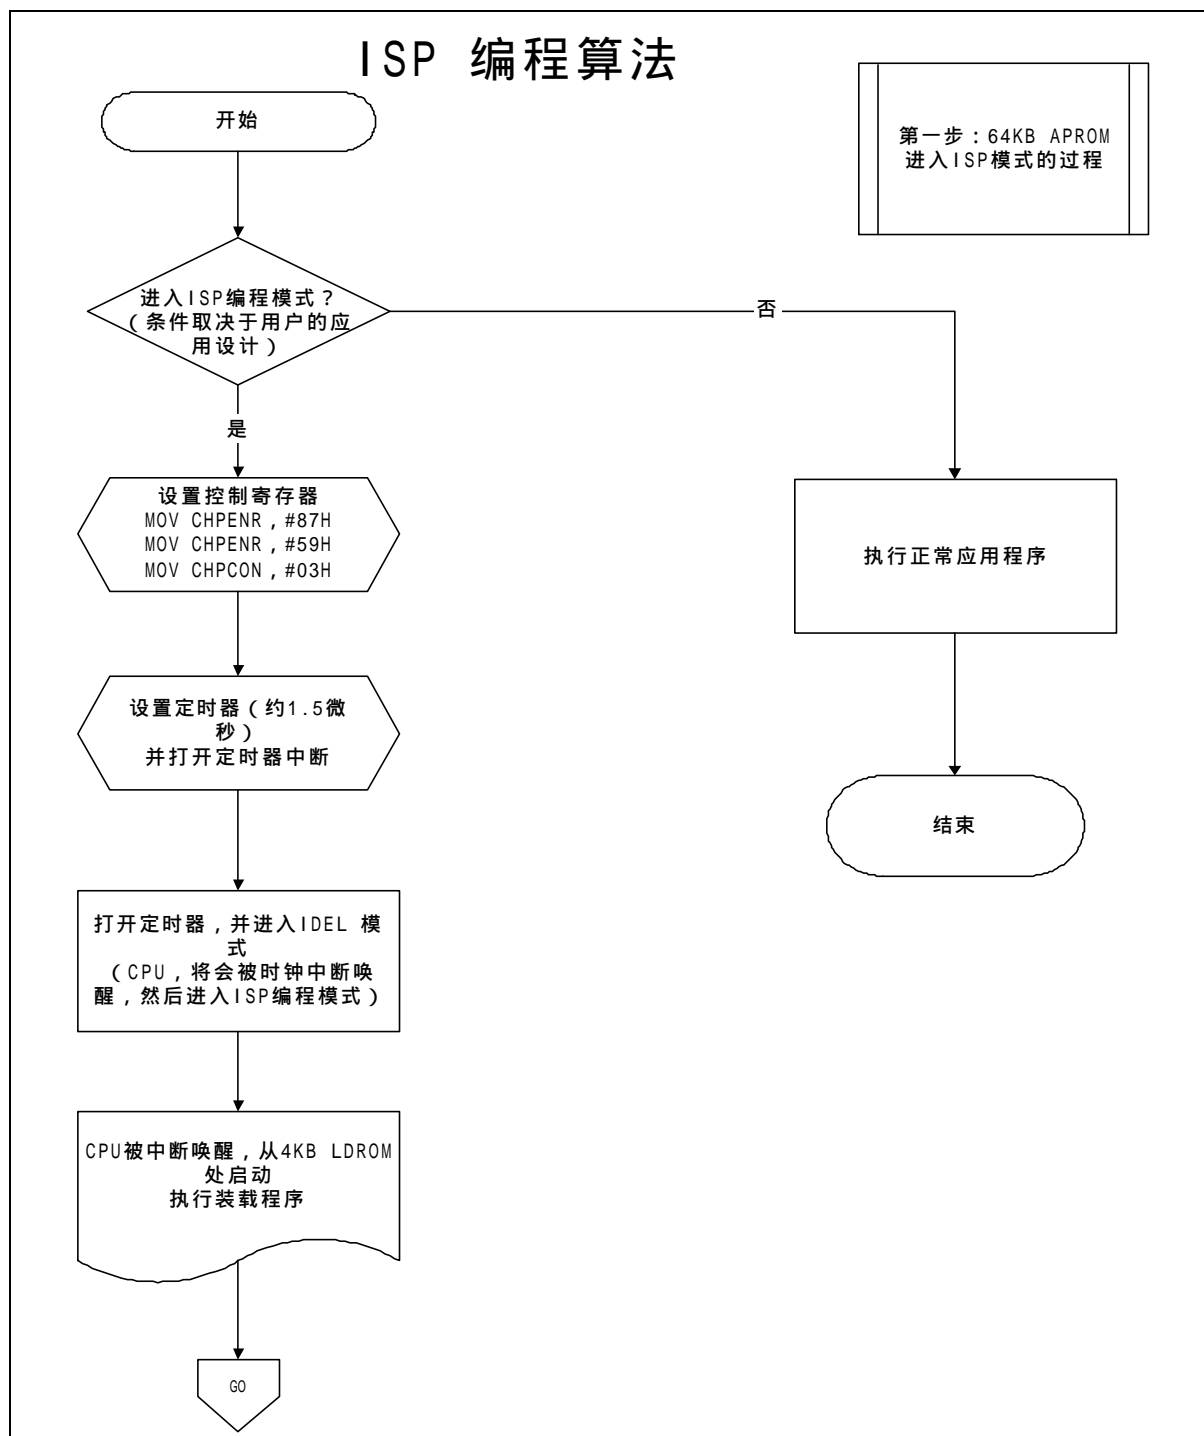 ISP 编程算法
开始
第一步：64KB APROM
进入ISP模式的过程
进入ISP编程模式？
（条件取决于用户的应
用设计）
否
是
设置控制寄存器
MOV CHPENR，#87H
MOV CHPENR，#59H
MOV CHPCON，#03H
执行正常应用程序
设置定时器（约1.5微
秒）
并打开定时器中断
结束
打开定时器，并进入IDEL 模
式
（CPU，将会被时钟中断唤
醒，然后进入ISP编程模式）
CPU被中断唤醒，从4KB LDROM
处启动
执行装载程序
GO